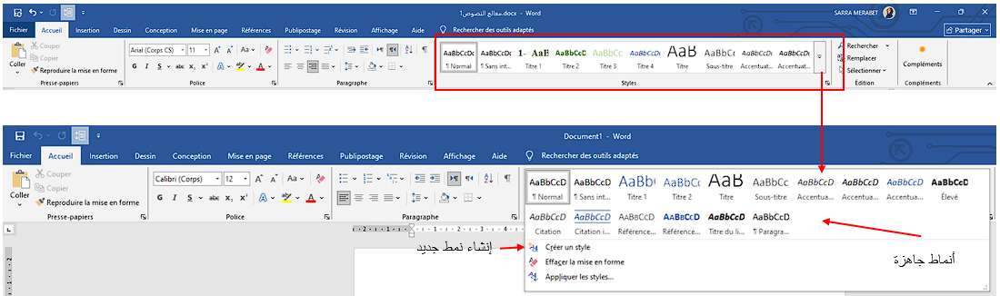 معالج النصوص1.docx - Word
SARRA MERABET
Fichier Accueil Insertion Dessin Conception Mise en page Références Publipostage Révision Affichage Aide Rechercher des outils adaptés Partager
Coller
Couper
Copier
Reproduire la mise en forme
Presse-papiers
Arial (Corps CS) 11
G I S abc x₂ x²
Police
Paragraphe
AaBbCcDc AaBbCcDc 1- AaB AaBbCcD AaBbCc AaBbCcDc AaB AaBbCc AaBbCcDc AaBbCcDc
¶ Normal ¶ Sans int... Titre 1 Titre 2 Titre 3 Titre 4 Titre Sous-titre Accentuat... Accentuat...
Styles
Rechercher
Remplacer
Sélectionner
Édition
Compléments
Compléments
Document1 - Word
Fichier Accueil Insertion Dessin Conception Mise en page Références Publipostage Révision Affichage Aide Rechercher des outils adaptés
Coller
Couper
Copier
Reproduire la mise en forme
Presse-papiers
Calibri (Corps) 12
G I S abc x₂ x²
Police
Paragraphe
AaBbCcD AaBbCcD AaBb( AaBbCc AaB AaBbCc AaBbCcD AaBbCcD AaBbCcD AaBbCcD
¶ Normal ¶ Sans int... Titre 1 Titre 2 Titre Sous-titre Accentua... Accentua... Accentua... Élevé
AaBbCcD AaBbCcD AaBbCcD AaBbCcD AaBbCcD AaBbCcD
Citation Citation i... Référence... Référence... Titre du li... ¶ Paragra...
Créer un style
Effacer la mise en forme
Appliquer les styles...
إنشاء نمط جديد
أنماط جاهزة